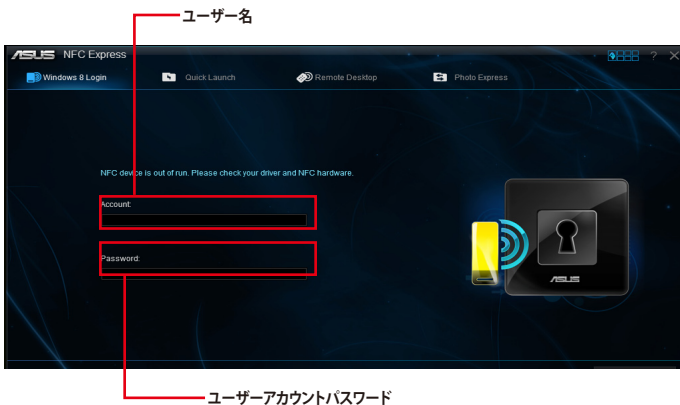 ユーザー名
ASUS NFC Express
?
Windows 8 Login
Quick Launch
Remote Desktop
Photo Express
NFC device is out of run. Please check your driver and NFC hardware.
Account:
Password:
ASUS
ユーザーアカウントパスワード